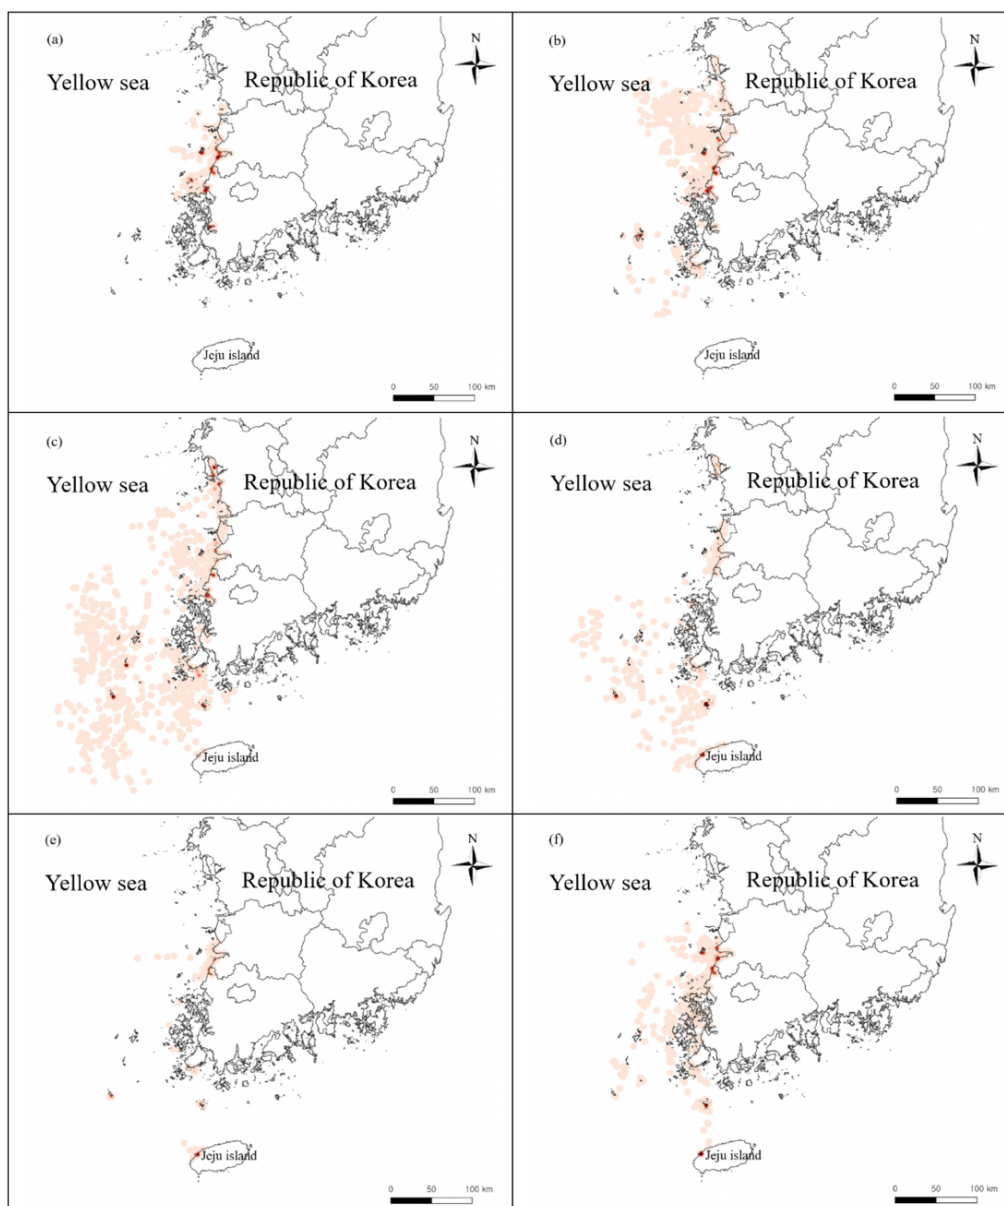 (a)
N
Yellow sea
Republic of Korea
Jeju island
0 50 100 km
(b)
N
Yellow sea
Republic of Korea
Jeju island
0 50 100 km
(c)
N
Yellow sea
Republic of Korea
Jeju island
0 50 100 km
(d)
N
Yellow sea
Republic of Korea
Jeju island
0 50 100 km
(e)
N
Yellow sea
Republic of Korea
Jeju island
0 50 100 km
(f)
N
Yellow sea
Republic of Korea
Jeju island
0 50 100 km